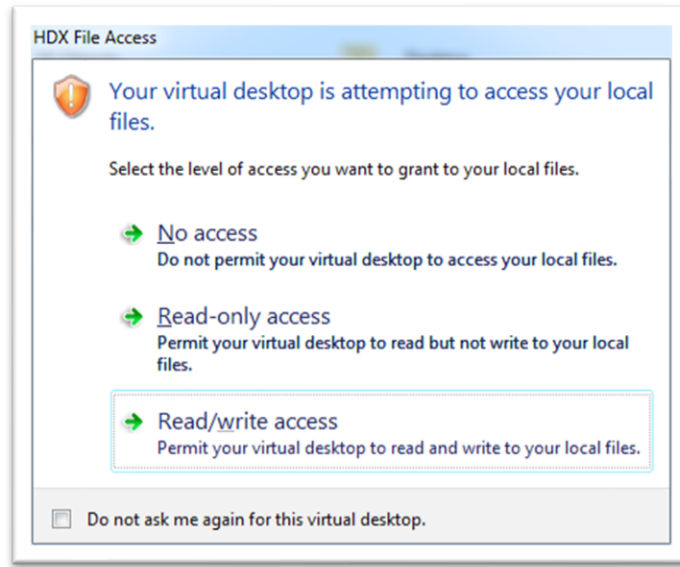 HDX File Access
Your virtual desktop is attempting to access your local
files.
Select the level of access you want to grant to your local files.
No access
Do not permit your virtual desktop to access your local files.
Read-only access
Permit your virtual desktop to read but not write to your local
files.
Read/write access
Permit your virtual desktop to read and write to your local files.
Do not ask me again for this virtual desktop.